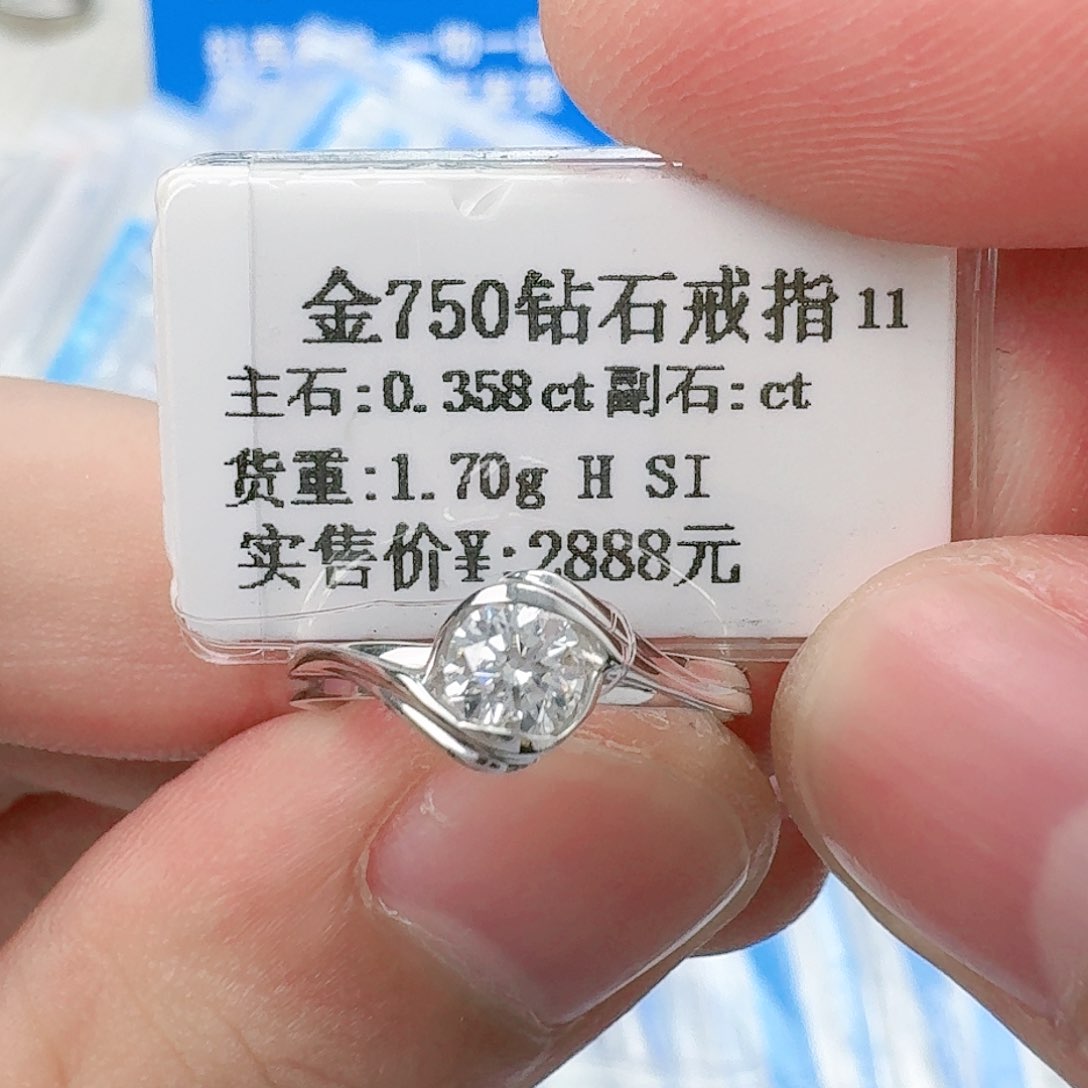 金750钻石戒指 11
主石:0.358ct 副石: ct
货重:1.70g H SI
实售价¥:2888元